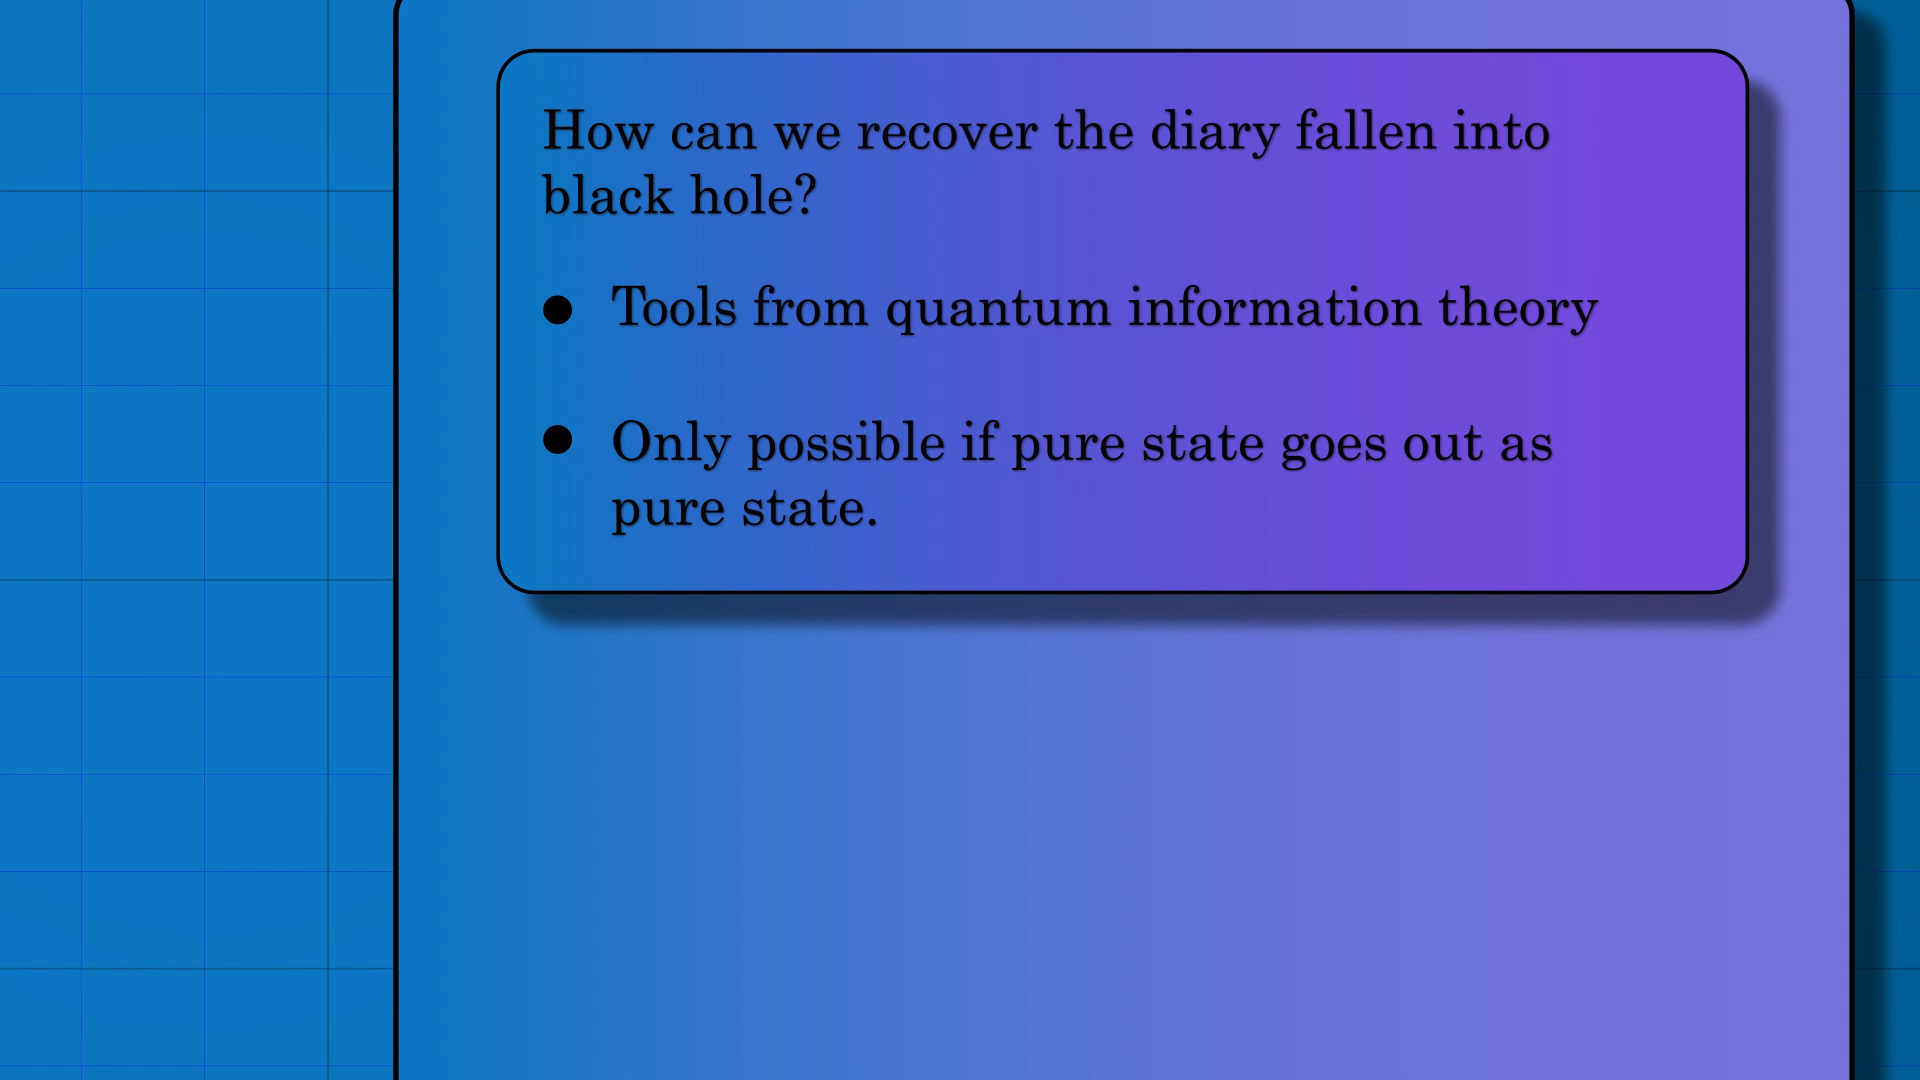 How can we recover the diary fallen into
black hole?
● Tools from quantum information theory
● Only possible if pure state goes out as
pure state.